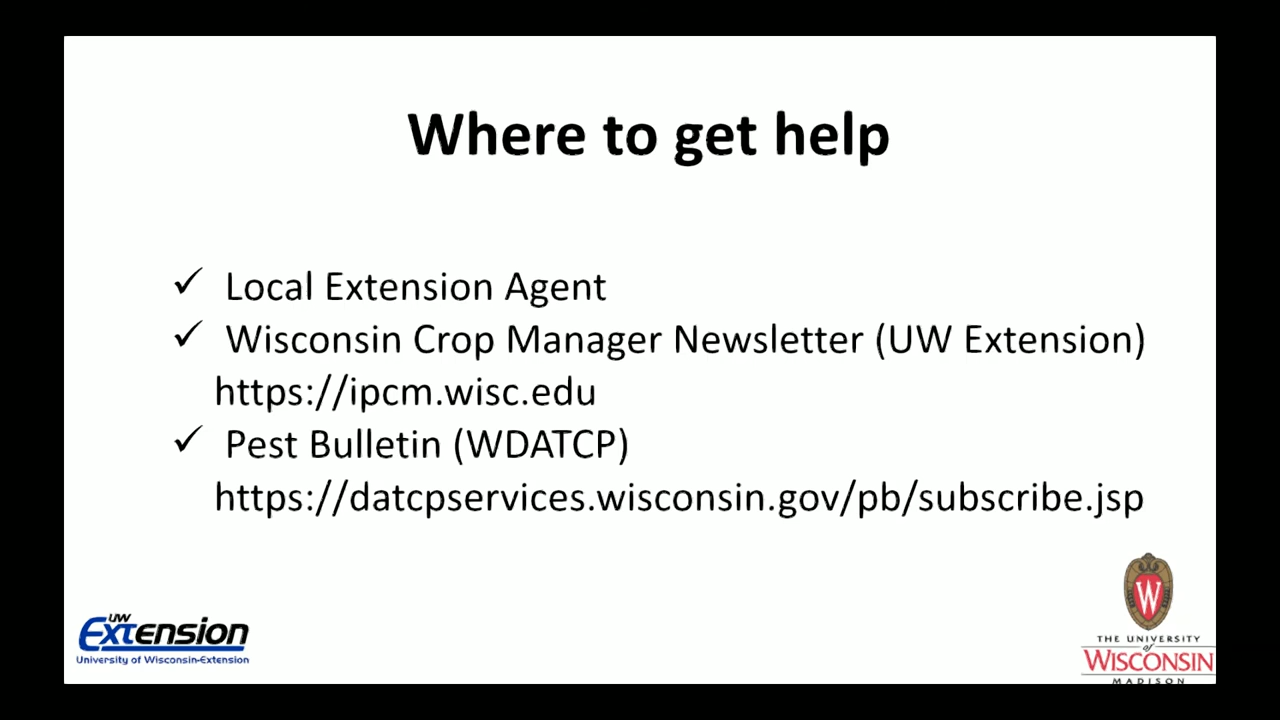 Where to get help
✓ Local Extension Agent
✓ Wisconsin Crop Manager Newsletter (UW Extension)
https://ipcm.wisc.edu
✓ Pest Bulletin (WDATCP)
https://datcpservices.wisconsin.gov/pb/subscribe.jsp
UW
Extension
University of Wisconsin-Extension
W
THE UNIVERSITY
of
WISCONSIN
MADISON